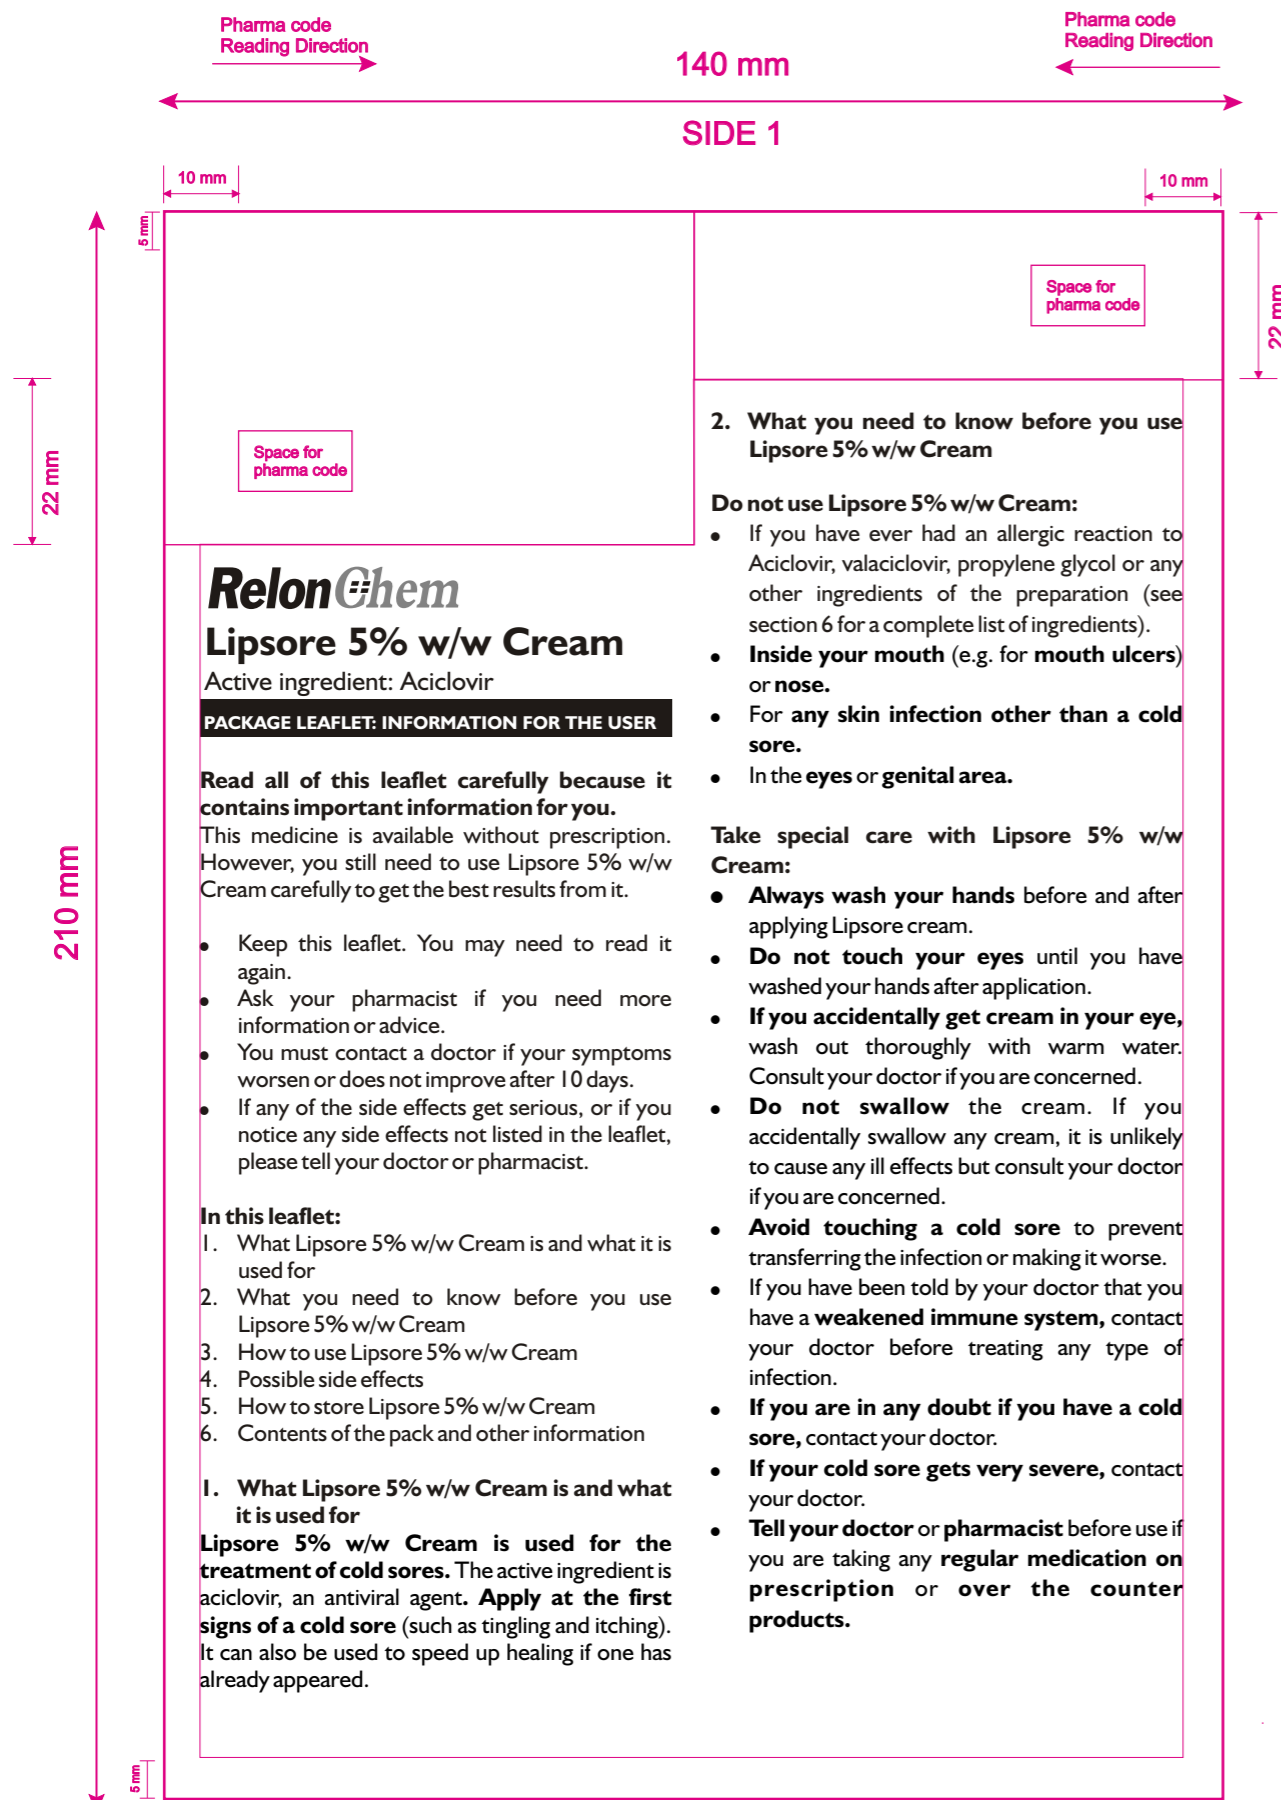 Pharma code
Reading Direction
Pharma code
Reading Direction
140 mm
SIDE 1
10 mm
10 mm
5 mm
22 mm
22 mm
210 mm
5 mm
Space for
pharma code
Space for
pharma code
RelonChem
Lipsore 5% w/w Cream
Active ingredient: Aciclovir
PACKAGE LEAFLET: INFORMATION FOR THE USER
Read all of this leaflet carefully because it
contains important information for you.
This medicine is available without prescription.
However, you still need to use Lipsore 5% w/w
Cream carefully to get the best results from it.
● Keep this leaflet. You may need to read it
again.
● Ask your pharmacist if you need more
information or advice.
● You must contact a doctor if your symptoms
worsen or does not improve after 10 days.
● If any of the side effects get serious, or if you
notice any side effects not listed in the leaflet,
please tell your doctor or pharmacist.
In this leaflet:
1. What Lipsore 5% w/w Cream is and what it is
used for
2. What you need to know before you use
Lipsore 5% w/w Cream
3. How to use Lipsore 5% w/w Cream
4. Possible side effects
5. How to store Lipsore 5% w/w Cream
6. Contents of the pack and other information
1. What Lipsore 5% w/w Cream is and what
it is used for
Lipsore 5% w/w Cream is used for the
treatment of cold sores. The active ingredient is
aciclovir, an antiviral agent. Apply at the first
signs of a cold sore (such as tingling and itching).
It can also be used to speed up healing if one has
already appeared.
2. What you need to know before you use
Lipsore 5% w/w Cream
Do not use Lipsore 5% w/w Cream:
● If you have ever had an allergic reaction to
Aciclovir, valaciclovir, propylene glycol or any
other ingredients of the preparation (see
section 6 for a complete list of ingredients).
● Inside your mouth (e.g. for mouth ulcers)
or nose.
● For any skin infection other than a cold
sore.
● In the eyes or genital area.
Take special care with Lipsore 5% w/w
Cream:
● Always wash your hands before and after
applying Lipsore cream.
● Do not touch your eyes until you have
washed your hands after application.
● If you accidentally get cream in your eye,
wash out thoroughly with warm water.
Consult your doctor if you are concerned.
● Do not swallow the cream. If you
accidentally swallow any cream, it is unlikely
to cause any ill effects but consult your doctor
if you are concerned.
● Avoid touching a cold sore to prevent
transferring the infection or making it worse.
● If you have been told by your doctor that you
have a weakened immune system, contact
your doctor before treating any type of
infection.
● If you are in any doubt if you have a cold
sore, contact your doctor.
● If your cold sore gets very severe, contact
your doctor.
● Tell your doctor or pharmacist before use if
you are taking any regular medication on
prescription or over the counter
products.